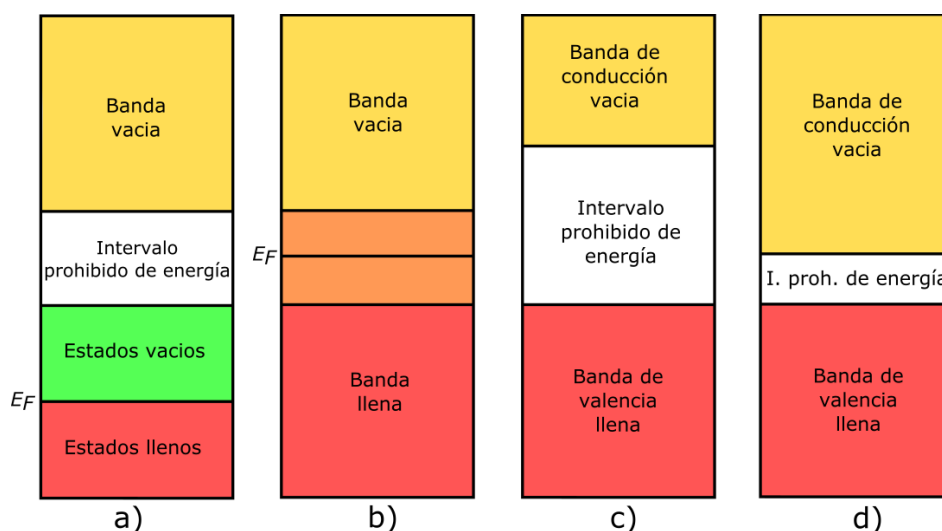 Banda
vacia
Intervalo
prohibido de energía
Estados vacios
E_F
Estados llenos
a)
Banda
vacia
E_F
Banda
llena
b)
Banda de
conducción
vacia
Intervalo
prohibido de
energía
Banda de
valencia
llena
c)
Banda de
conducción
vacia
I. proh. de energía
Banda de
valencia
llena
d)